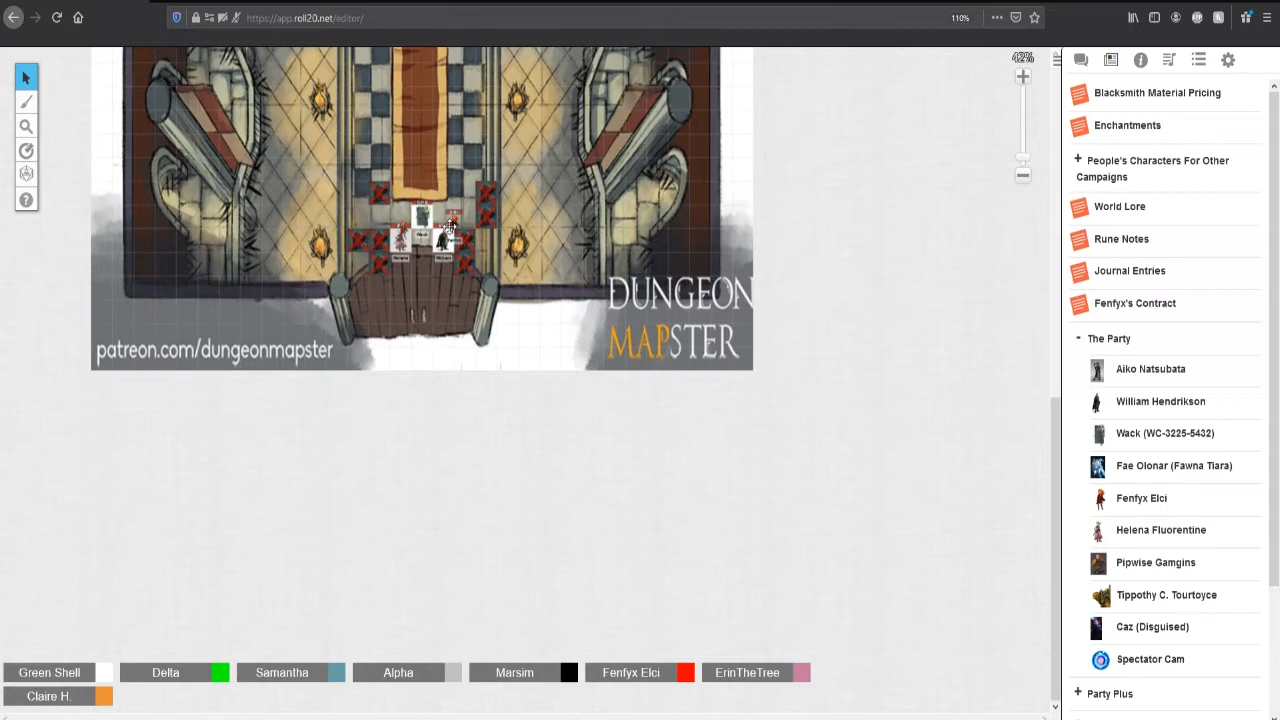 https://app.roll20.net/editor/
110%
42%
Blacksmith Material Pricing
Enchantments
People's Characters For Other
Campaigns
World Lore
Rune Notes
Journal Entries
Fenfyx's Contract
The Party
Aiko Natsubata
William Hendrikson
Wack (WC-3225-5432)
Fae Olonar (Fawna Tiara)
Fenfyx Elci
Helena Fluorentine
Pipwise Gamgins
Tippothy C. Tourtoyce
Caz (Disguised)
Spectator Cam
Party Plus
DUNGEON
MAPSTER
patreon.com/dungeonmapster
Green Shell
Delta
Samantha
Alpha
Marsim
Fenfyx Elci
ErinTheTree
Claire H.